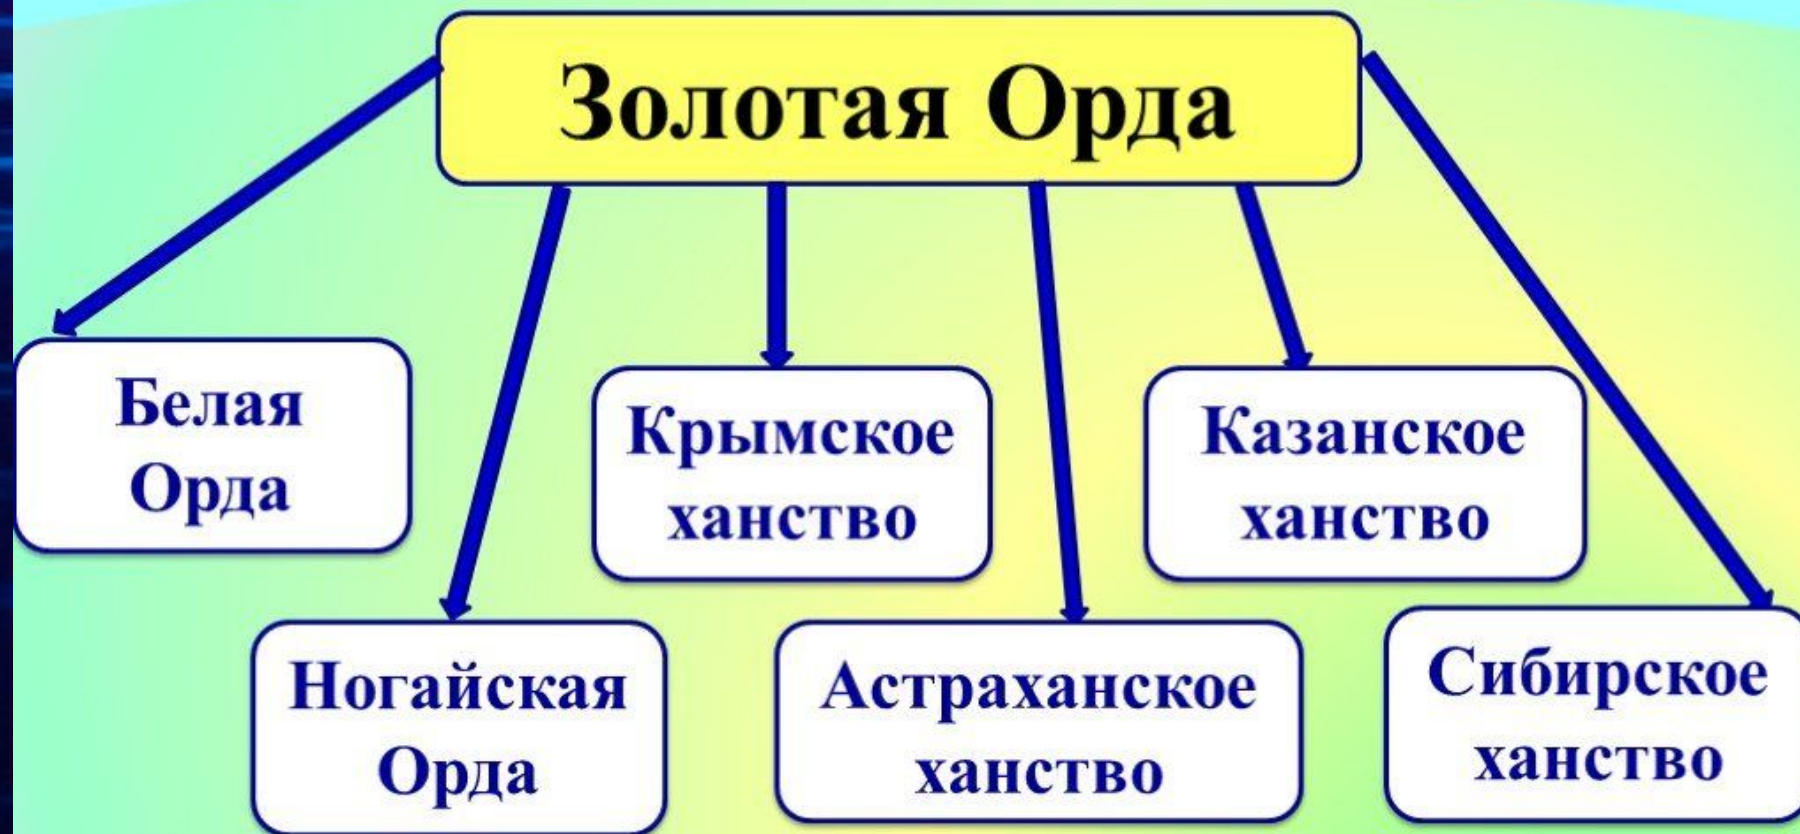 Золотая Орда
Белая
Орда
Крымское
ханство
Казанское
ханство
Ногайская
Орда
Астраханское
ханство
Сибирское
ханство